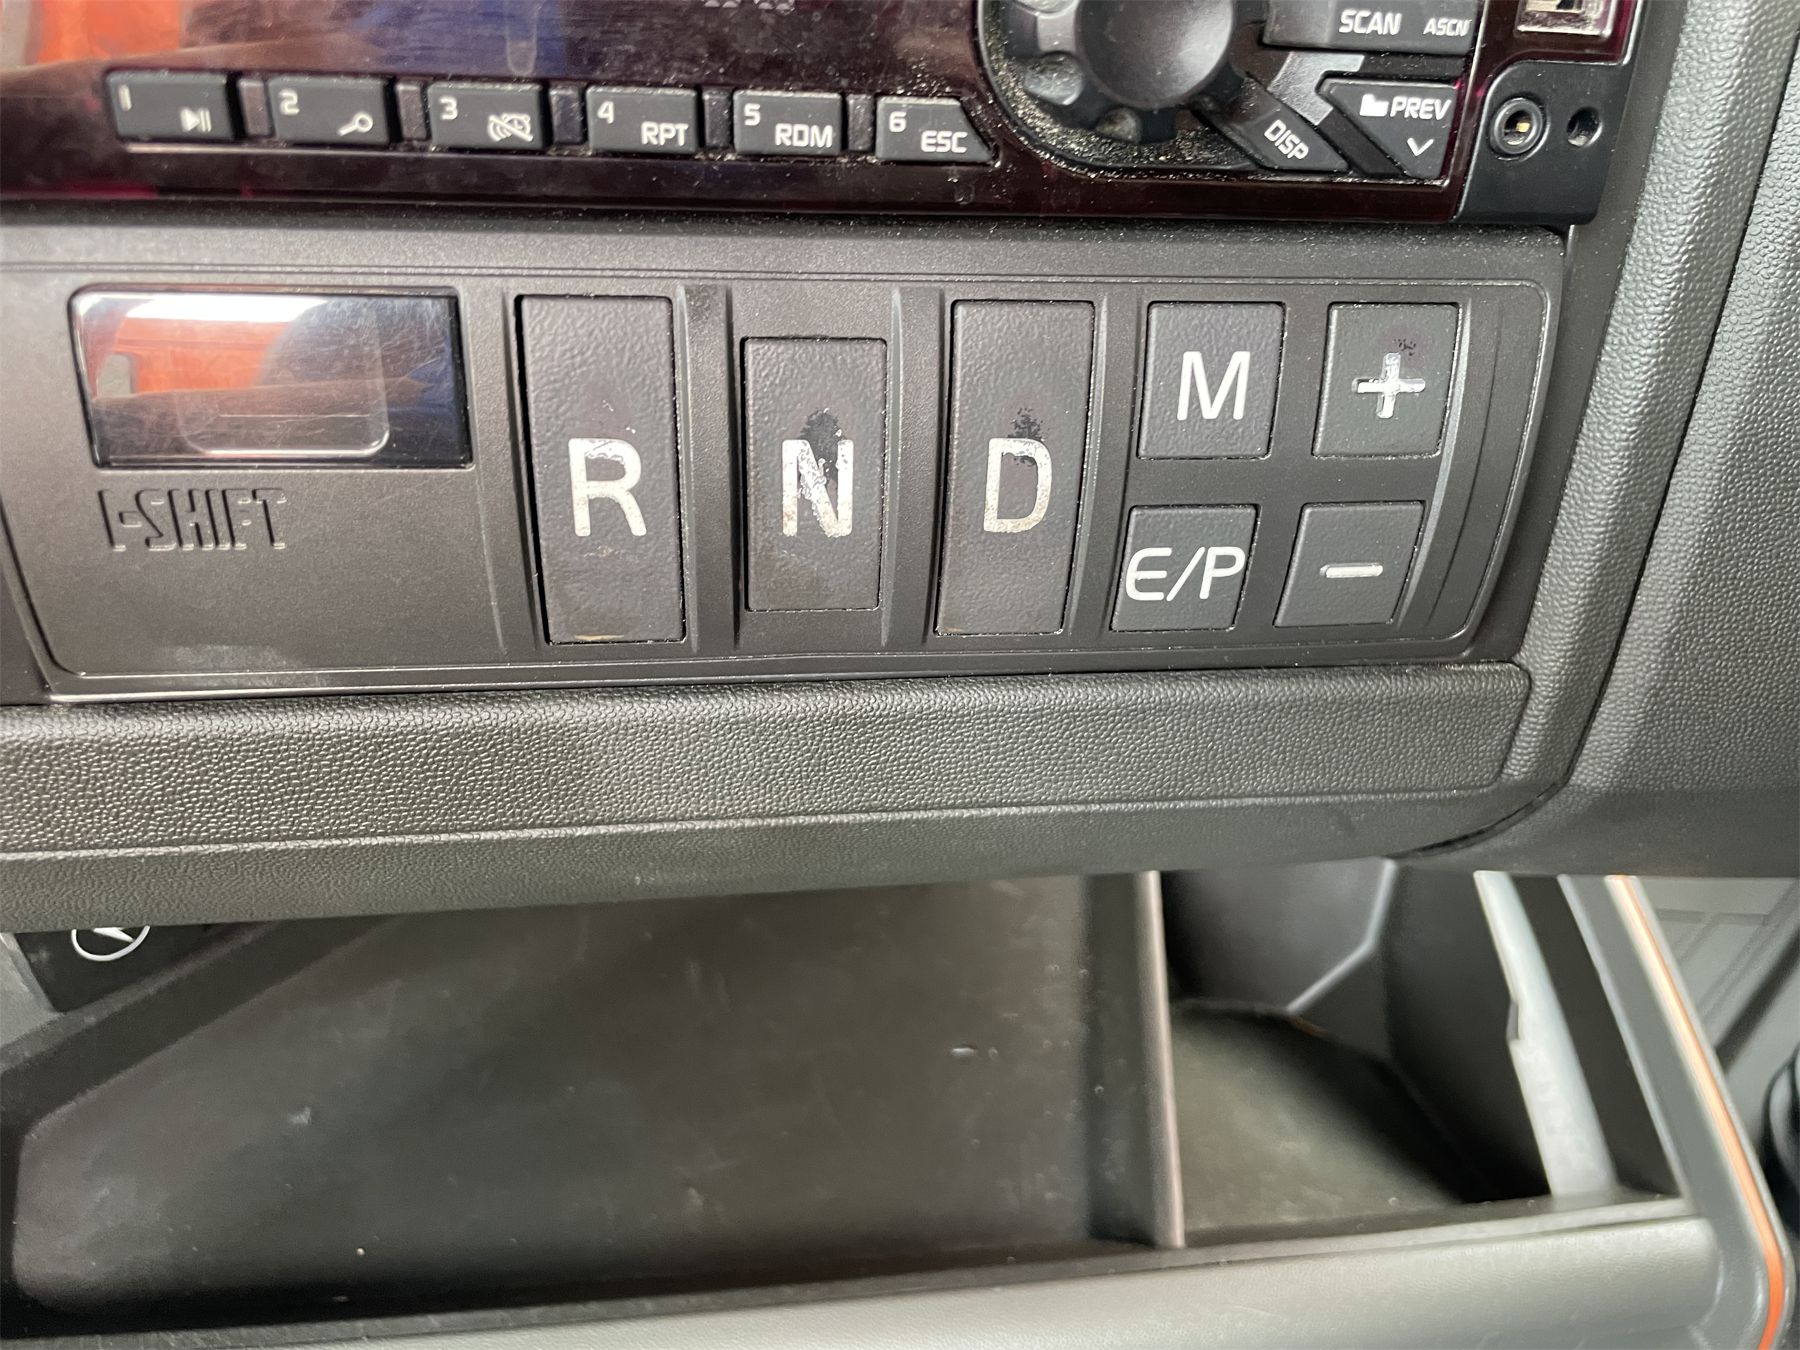 SCAN ASCN
1 2 3 4 RPT 5 RDM 6 ESC DISP PREV
I-SHIFT R N D M +
E/P -